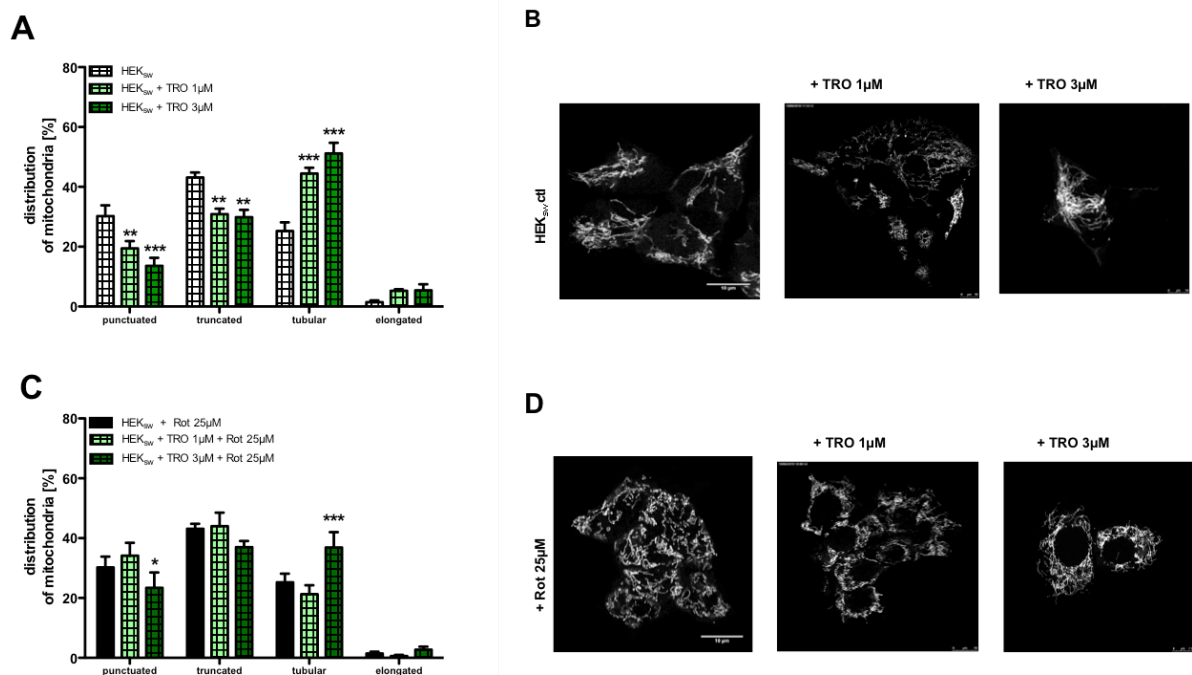 A
80
60
40
20
0
distribution
of mitochondria [%]
HEKsw
HEKsw + TRO 1µM
HEKsw + TRO 3µM
** *** ** ** *** ***
punctuated truncated tubular elongated
B
+ TRO 1µM + TRO 3µM
HEKSW ctl
10 µm
C
80
60
40
20
0
distribution
of mitochondria [%]
HEKsw + Rot 25µM
HEKsw + TRO 1µM + Rot 25µM
HEKsw + TRO 3µM + Rot 25µM
* ***
punctuated truncated tubular elongated
D
+ TRO 1µM + TRO 3µM
+ Rot 25µM
10 µm